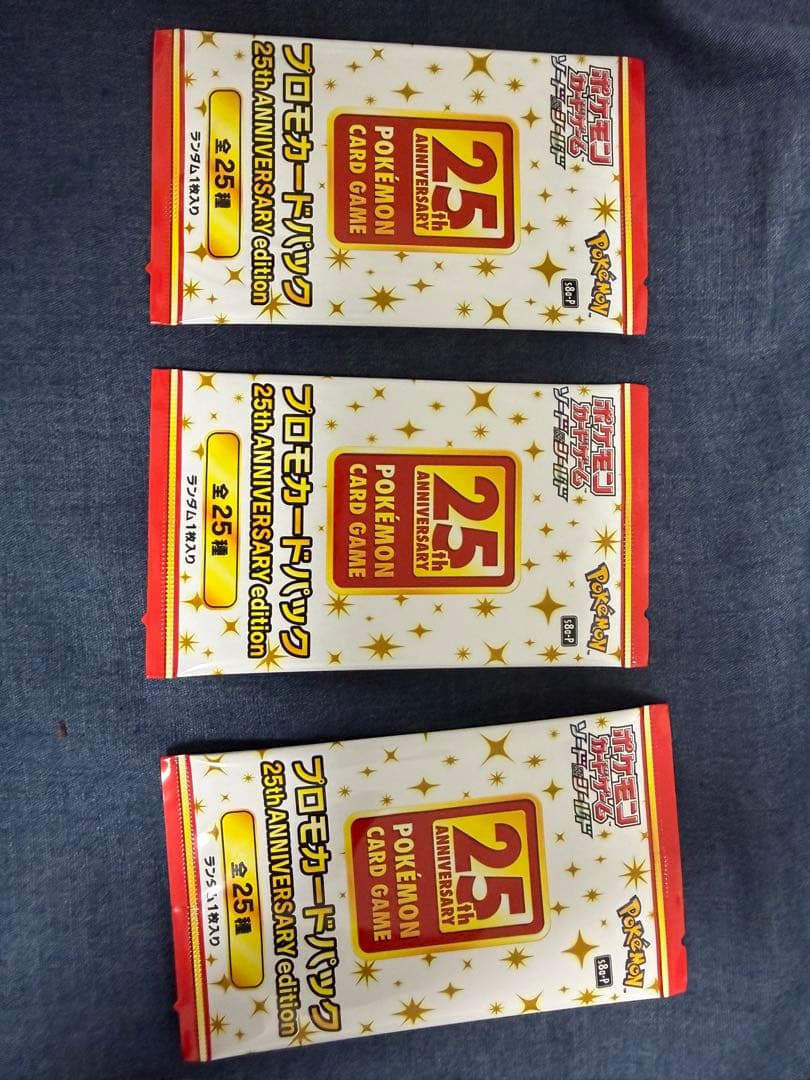 ポケモン
カードゲーム
ソード&シールド
Pokémon
s8a-P
25th
ANNIVERSARY
POKÉMON
CARD GAME
プロモカードパック
25th ANNIVERSARY edition
全25種
ランダム1枚入り
ポケモン
カードゲーム
ソード&シールド
Pokémon
s8a-P
25th
ANNIVERSARY
POKÉMON
CARD GAME
プロモカードパック
25th ANNIVERSARY edition
全25種
ランダム1枚入り
ポケモン
カードゲーム
ソード&シールド
Pokémon
s8a-P
25th
ANNIVERSARY
POKÉMON
CARD GAME
プロモカードパック
25th ANNIVERSARY edition
全25種
ランダム1枚入り